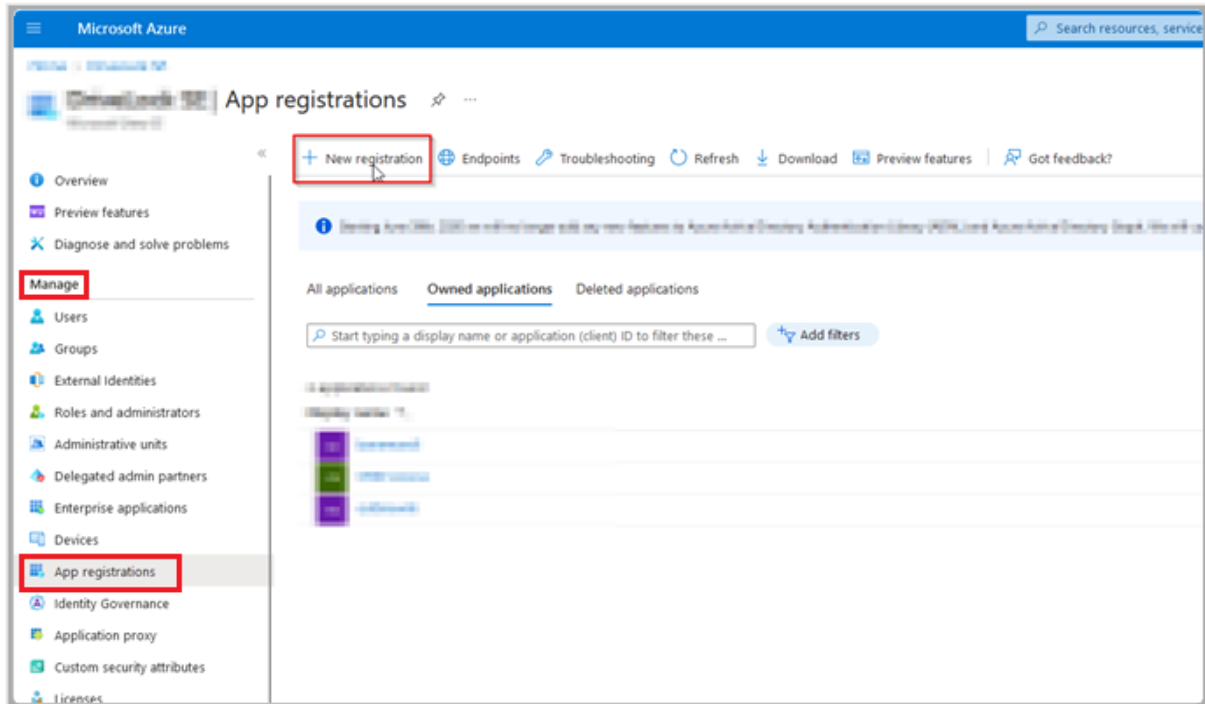 Microsoft Azure
Search resources, service
App registrations
New registration Endpoints Troubleshooting Refresh Download Preview features Got feedback?
Overview
Preview features
Diagnose and solve problems
Manage
All applications Owned applications Deleted applications
Users
Start typing a display name or application (client) ID to filter these ... Add filters
Groups
External Identities
Roles and administrators
Administrative units
Delegated admin partners
Enterprise applications
Devices
App registrations
Identity Governance
Application proxy
Custom security attributes
Licenses